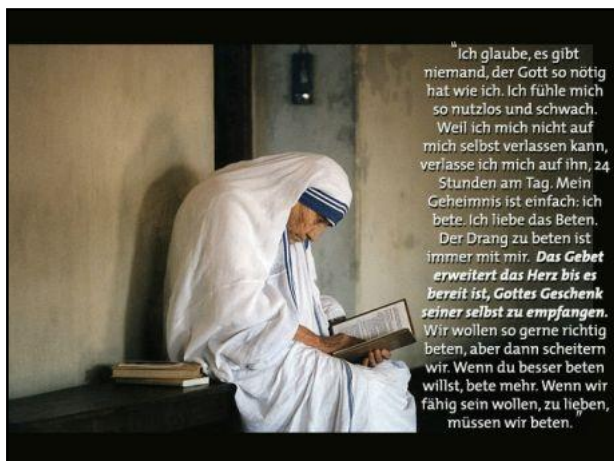 "Ich glaube, es gibt
niemand, der Gott so nötig
hat wie ich. Ich fühle mich
so nutzlos und schwach.
Weil ich mich nicht auf
mich selbst verlassen kann,
verlasse ich mich auf ihn, 24
Stunden am Tag. Mein
Geheimnis ist einfach: ich
bete. Ich liebe das Beten.
Der Drang zu beten ist
immer mit mir. Das Gebet
erweitert das Herz bis es
bereit ist, Gottes Geschenk
seiner selbst zu empfangen.
Wir wollen so gerne richtig
beten, aber dann scheitern
wir. Wenn du besser beten
willst, bete mehr. Wenn wir
fähig sein wollen, zu lieben,
müssen wir beten."